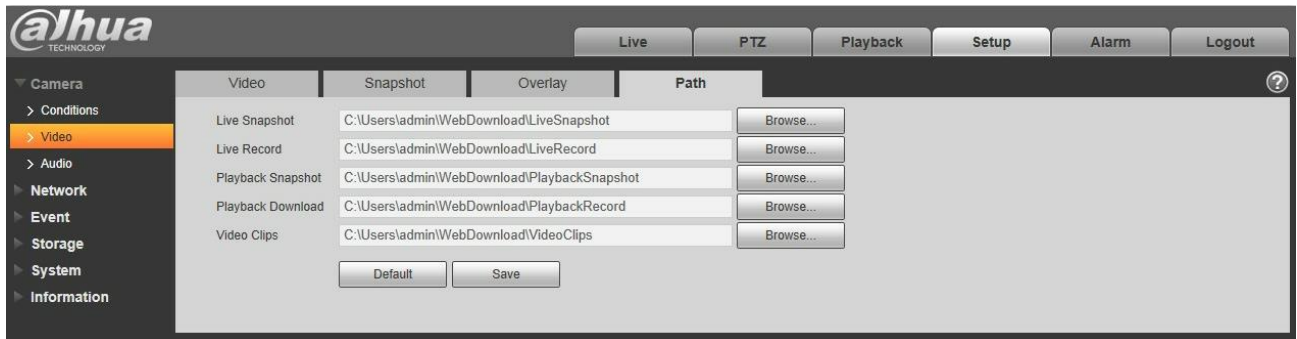 alhua
TECHNOLOGY
Live PTZ Playback Setup Alarm Logout
Camera
Conditions
Video
Audio
Network
Event
Storage
System
Information
Video Snapshot Overlay Path
?
Live Snapshot C:\Users\admin\WebDownload\LiveSnapshot Browse...
Live Record C:\Users\admin\WebDownload\LiveRecord Browse...
Playback Snapshot C:\Users\admin\WebDownload\PlaybackSnapshot Browse...
Playback Download C:\Users\admin\WebDownload\PlaybackRecord Browse...
Video Clips C:\Users\admin\WebDownload\VideoClips Browse...
Default Save